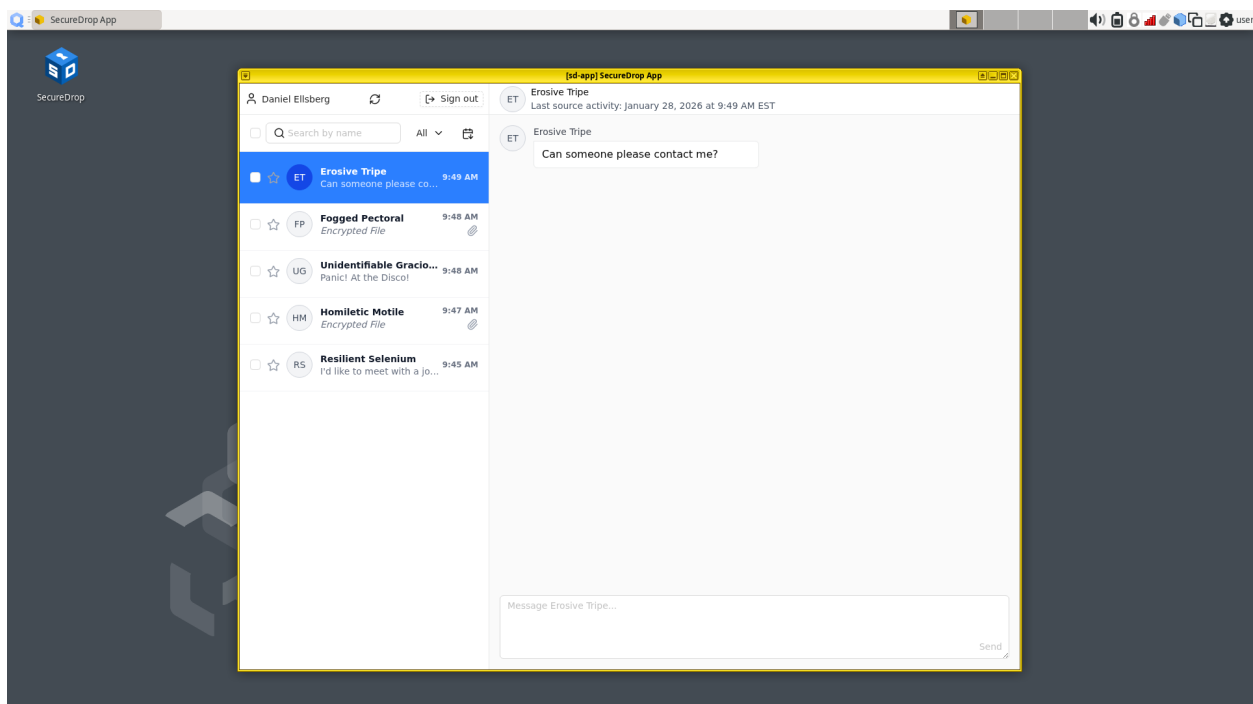 SecureDrop App
user
SecureDrop
[sd-app] SecureDrop App
Daniel Ellsberg
Sign out
Search by name
All
ET
Erosive Tripe
9:49 AM
Can someone please co...
FP
Fogged Pectoral
9:48 AM
Encrypted File
UG
Unidentifiable Gracio...
9:48 AM
Panic! At the Disco!
HM
Homiletic Motile
9:47 AM
Encrypted File
RS
Resilient Selenium
9:45 AM
I'd like to meet with a jo...
ET
Erosive Tripe
Last source activity: January 28, 2026 at 9:49 AM EST
ET
Erosive Tripe
Can someone please contact me?
Message Erosive Tripe...
Send